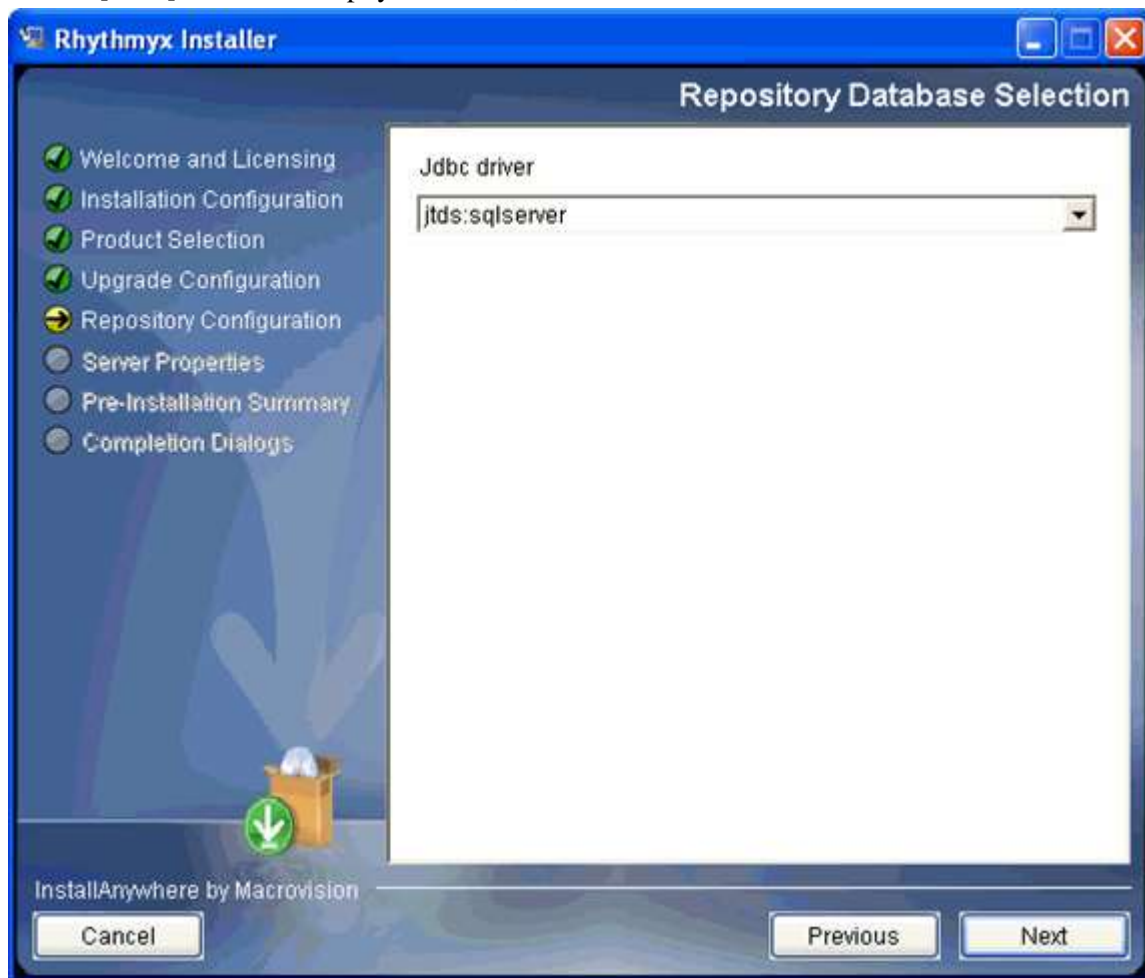 Rhythmyx Installer
Repository Database Selection
Welcome and Licensing
Installation Configuration
Product Selection
Upgrade Configuration
Repository Configuration
Server Properties
Pre-Installation Summary
Completion Dialogs
Jdbc driver
jtds:sqlserver
InstallAnywhere by Macrovision
Cancel
Previous
Next